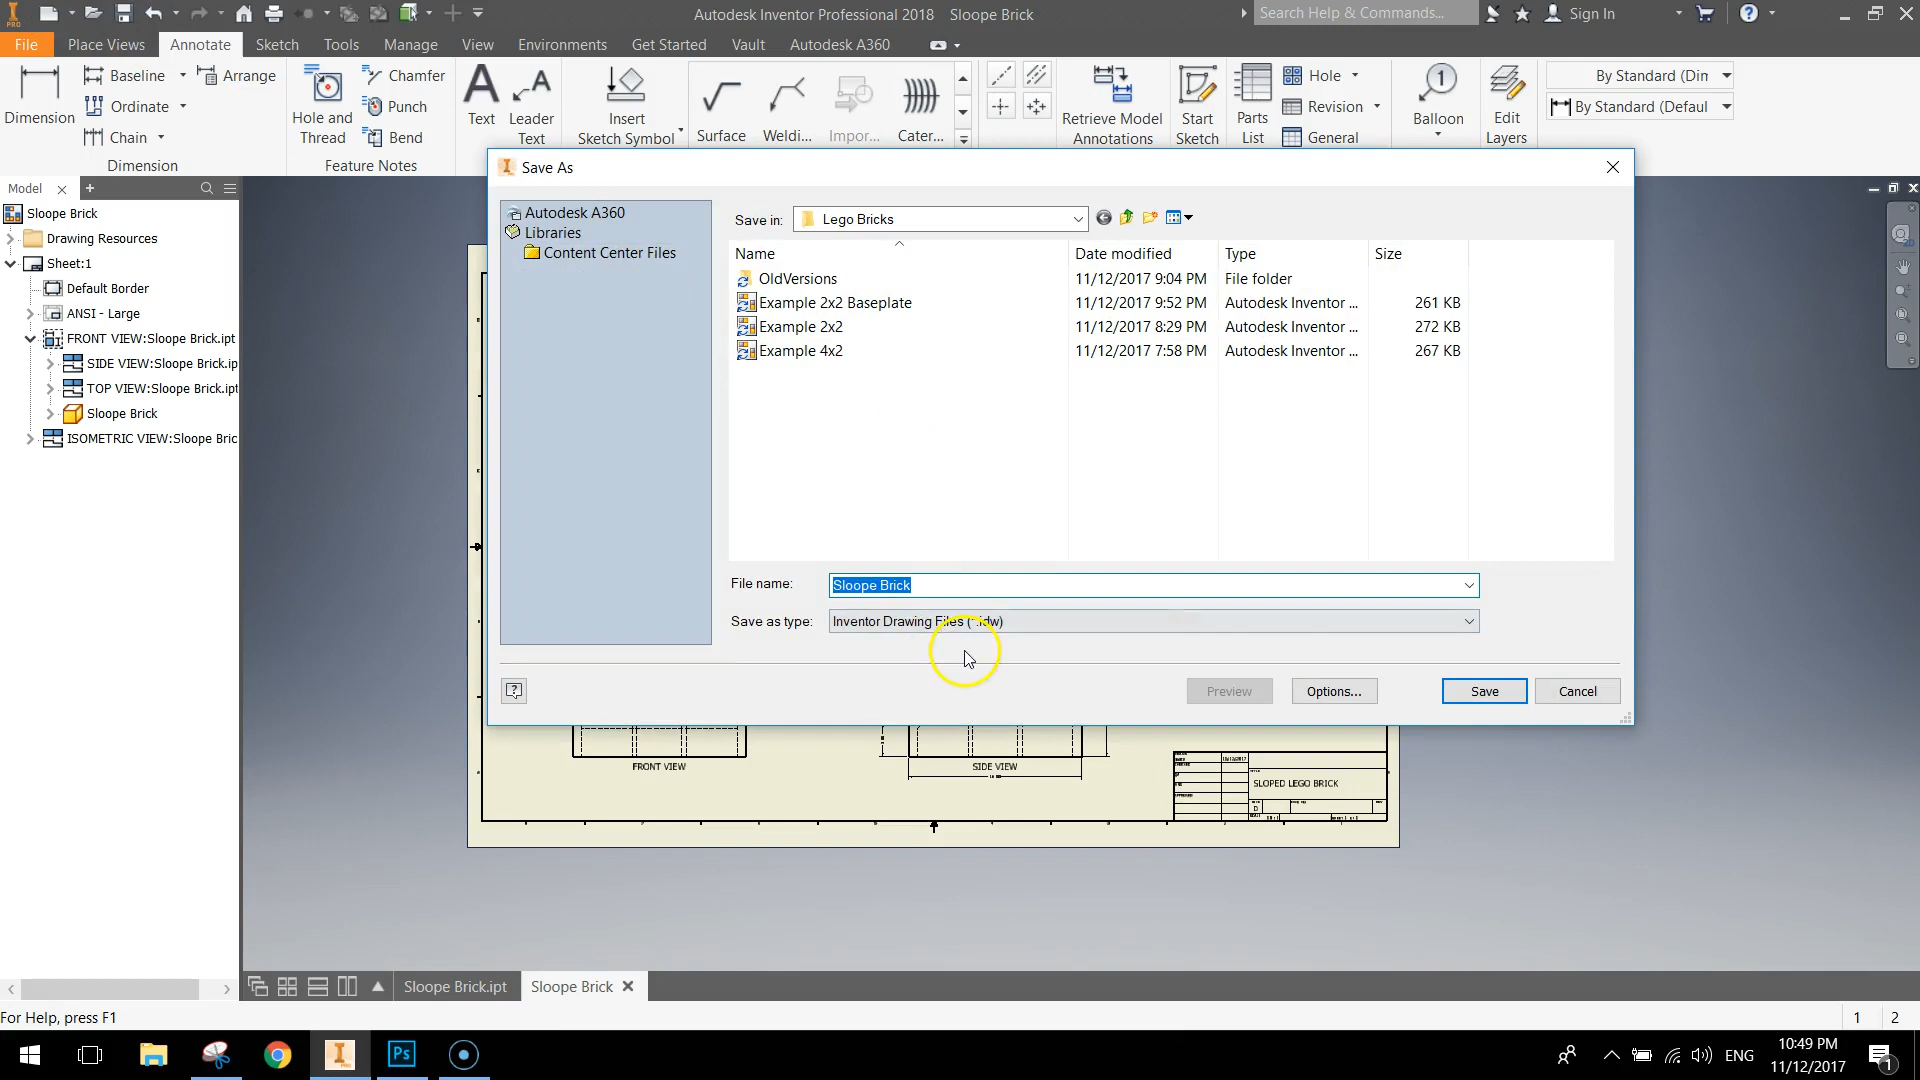 Autodesk Inventor Professional 2018 Sloope Brick
Search Help & Commands...
Sign In
PRO
File Place Views Annotate Sketch Tools Manage View Environments Get Started Vault Autodesk A360
Dimension
Baseline
Ordinate
Chain
Arrange
Dimension
Hole and Thread
Chamfer
Punch
Bend
Feature Notes
Text
Leader Text
Insert Sketch Symbol
Surface
Weldi...
Impor...
Cater...
Retrieve Model Annotations
Start Sketch
Parts List
Hole
Revision
General
Balloon
Edit Layers
By Standard (Din
By Standard (Defaul
Model
Sloope Brick
Drawing Resources
Sheet:1
Default Border
ANSI - Large
FRONT VIEW:Sloope Brick.ipt
SIDE VIEW:Sloope Brick.ip
TOP VIEW:Sloope Brick.ipt
Sloope Brick
ISOMETRIC VIEW:Sloope Bric
Save As
Autodesk A360
Libraries
Content Center Files
Save in: Lego Bricks
Name Date modified Type Size
OldVersions 11/12/2017 9:04 PM File folder
Example 2x2 Baseplate 11/12/2017 9:52 PM Autodesk Inventor ... 261 KB
Example 2x2 11/12/2017 8:29 PM Autodesk Inventor ... 272 KB
Example 4x2 11/12/2017 7:58 PM Autodesk Inventor ... 267 KB
File name: Sloope Brick
Save as type: Inventor Drawing Files (*.idw)
Preview Options... Save Cancel
FRONT VIEW
SIDE VIEW
SLOPED LEGO BRICK
D
Sloope Brick.ipt
Sloope Brick
For Help, press F1
1 2
Ps
ENG
10:49 PM
11/12/2017
1